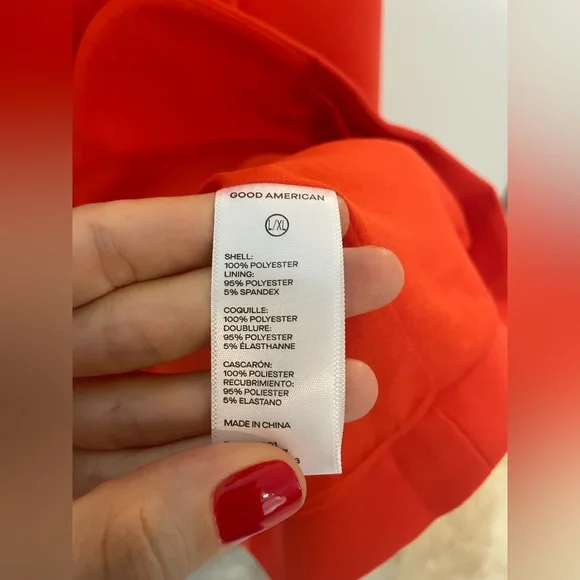 GOOD AMERICAN
L/XL
SHELL:
100% POLYESTER
LINING:
95% POLYESTER
5% SPANDEX
COQUILLE:
100% POLYESTER
DOUBLURE:
95% POLYESTER
5% ÉLASTHANNE
CASCARÓN:
100% POLIESTER
RECUBRIMIENTO:
95% POLIESTER
5% ELASTANO
MADE IN CHINA